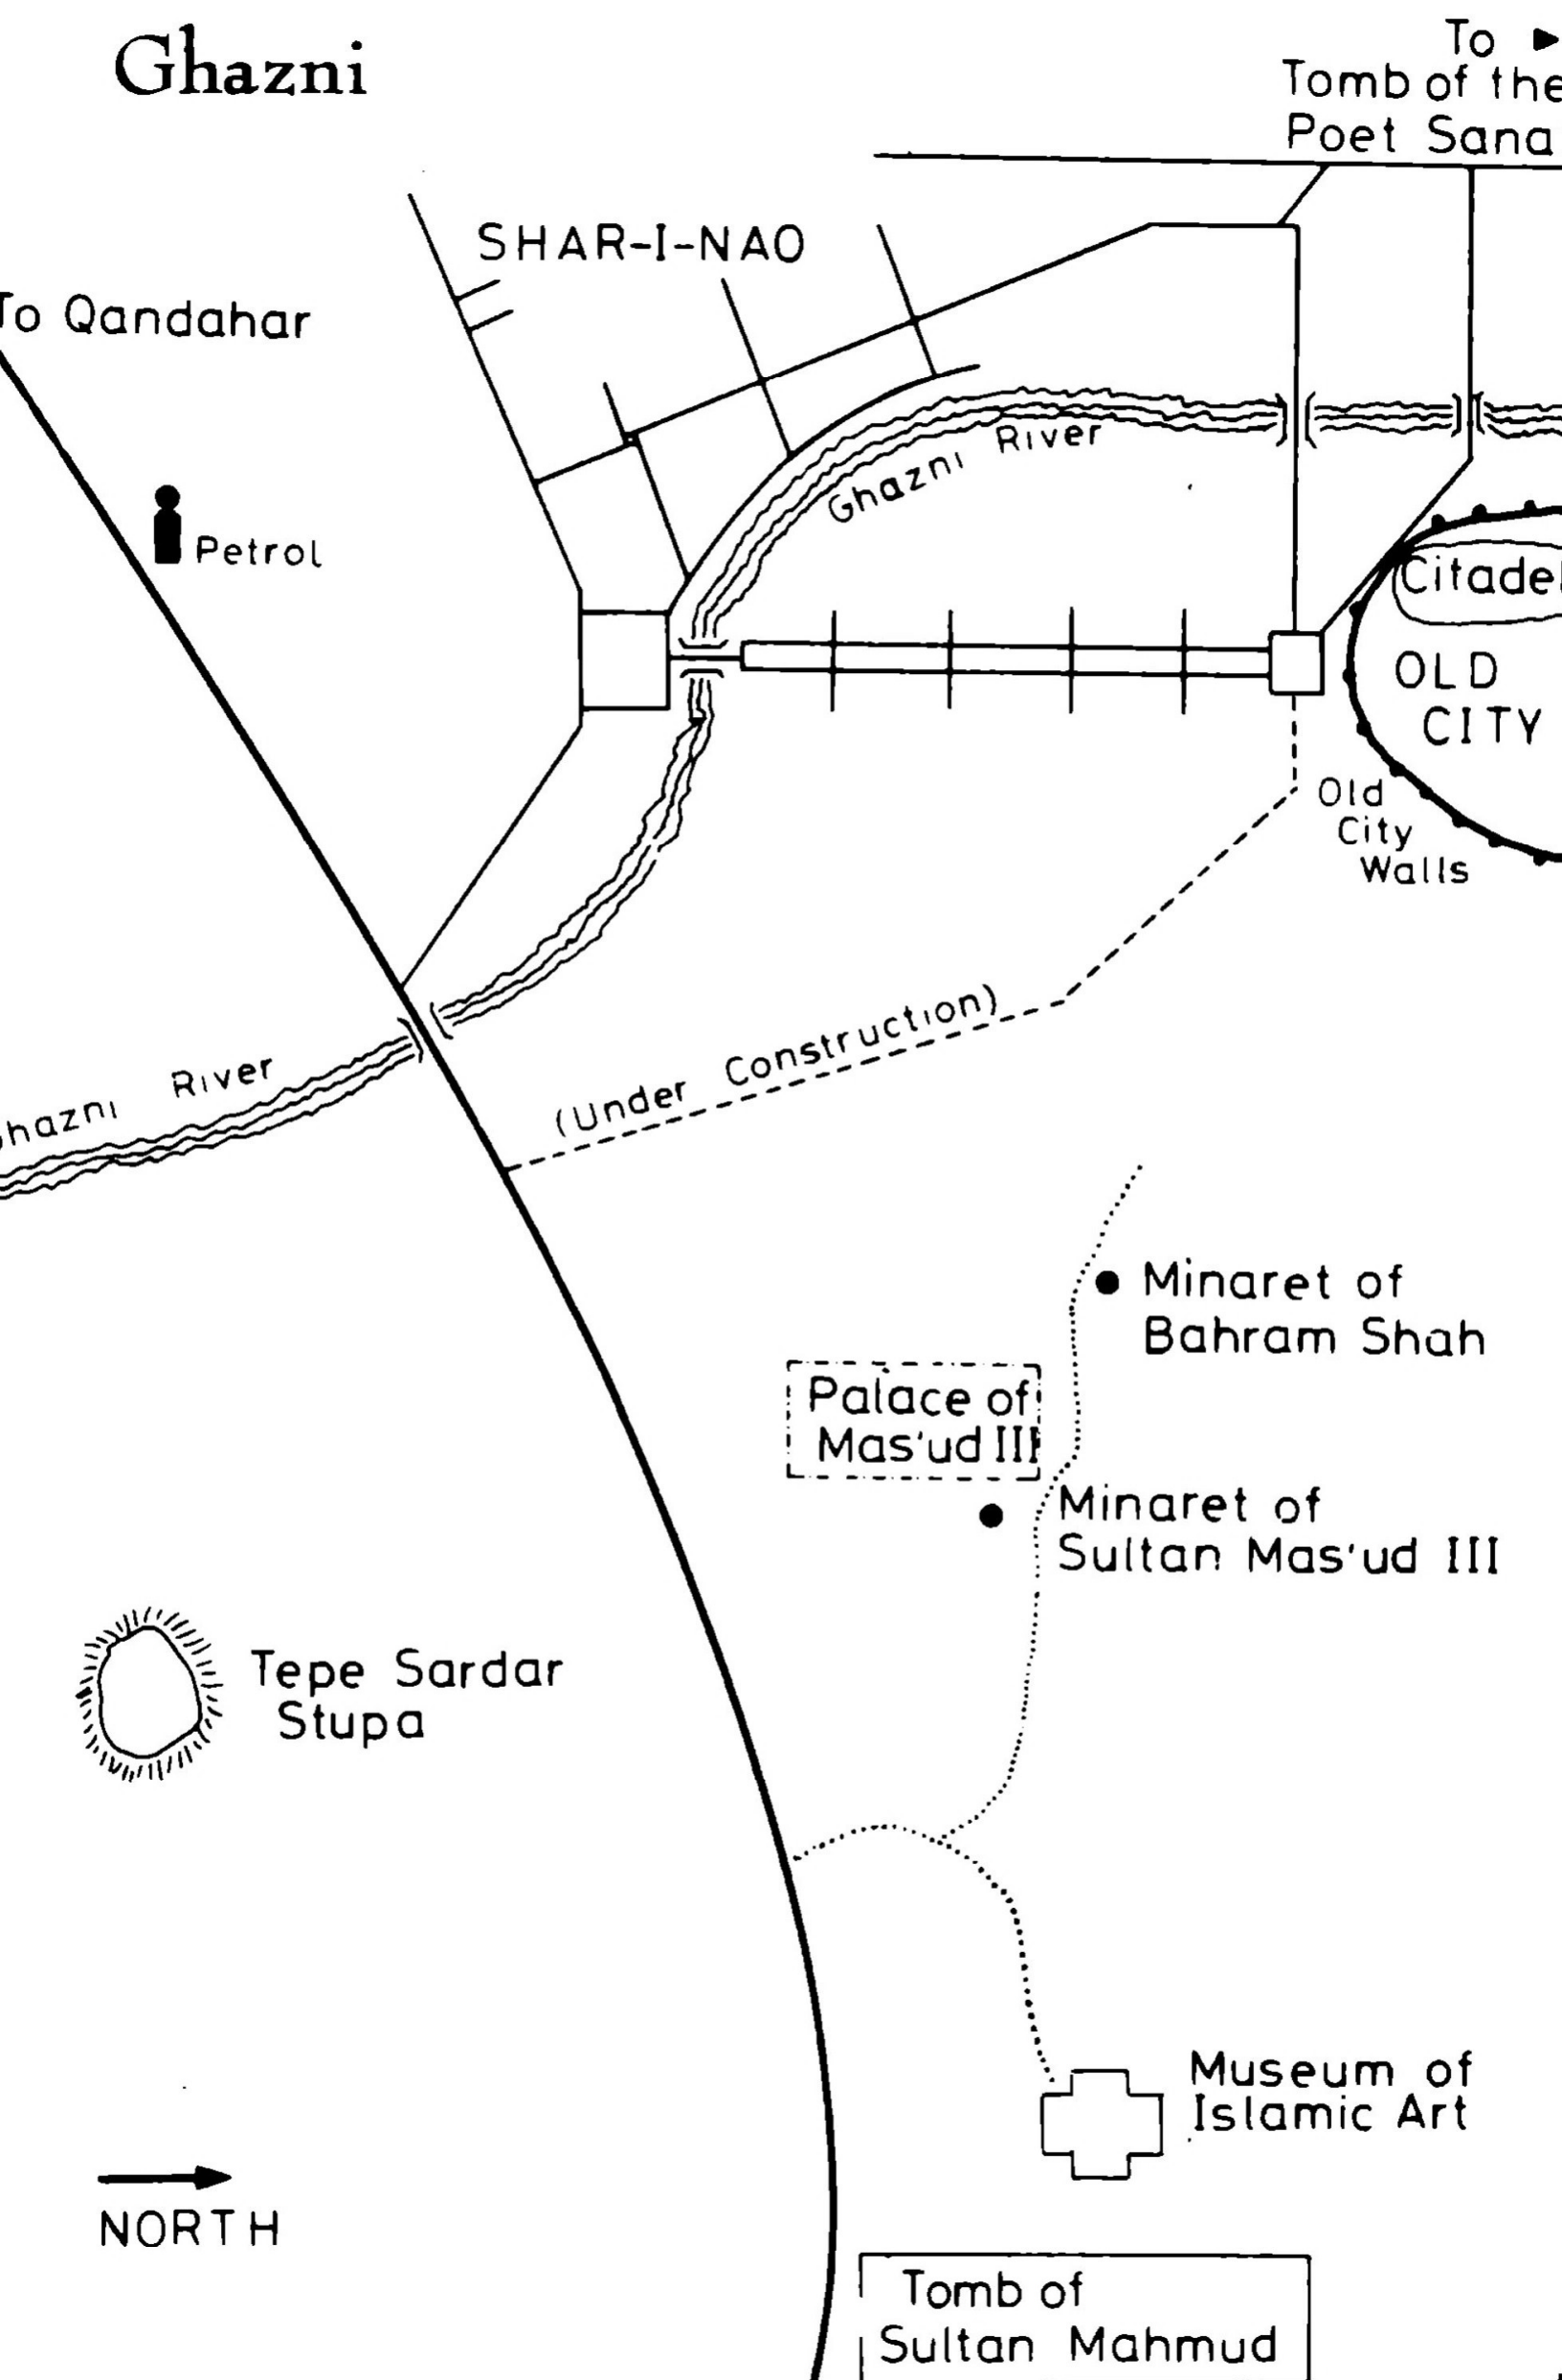 Ghazni
To ▶
Tomb of the
Poet Sana
SHAR-I-NAO
To Qandahar
Ghazni River
Petrol
Citadel
OLD
CITY
Old
City
Walls
(Under Construction)
Ghazni River
Minaret of
Bahram Shah
Palace of
Mas'ud III
Minaret of
Sultan Mas'ud III
Tepe Sardar
Stupa
Museum of
Islamic Art
NORTH
Tomb of
Sultan Mahmud